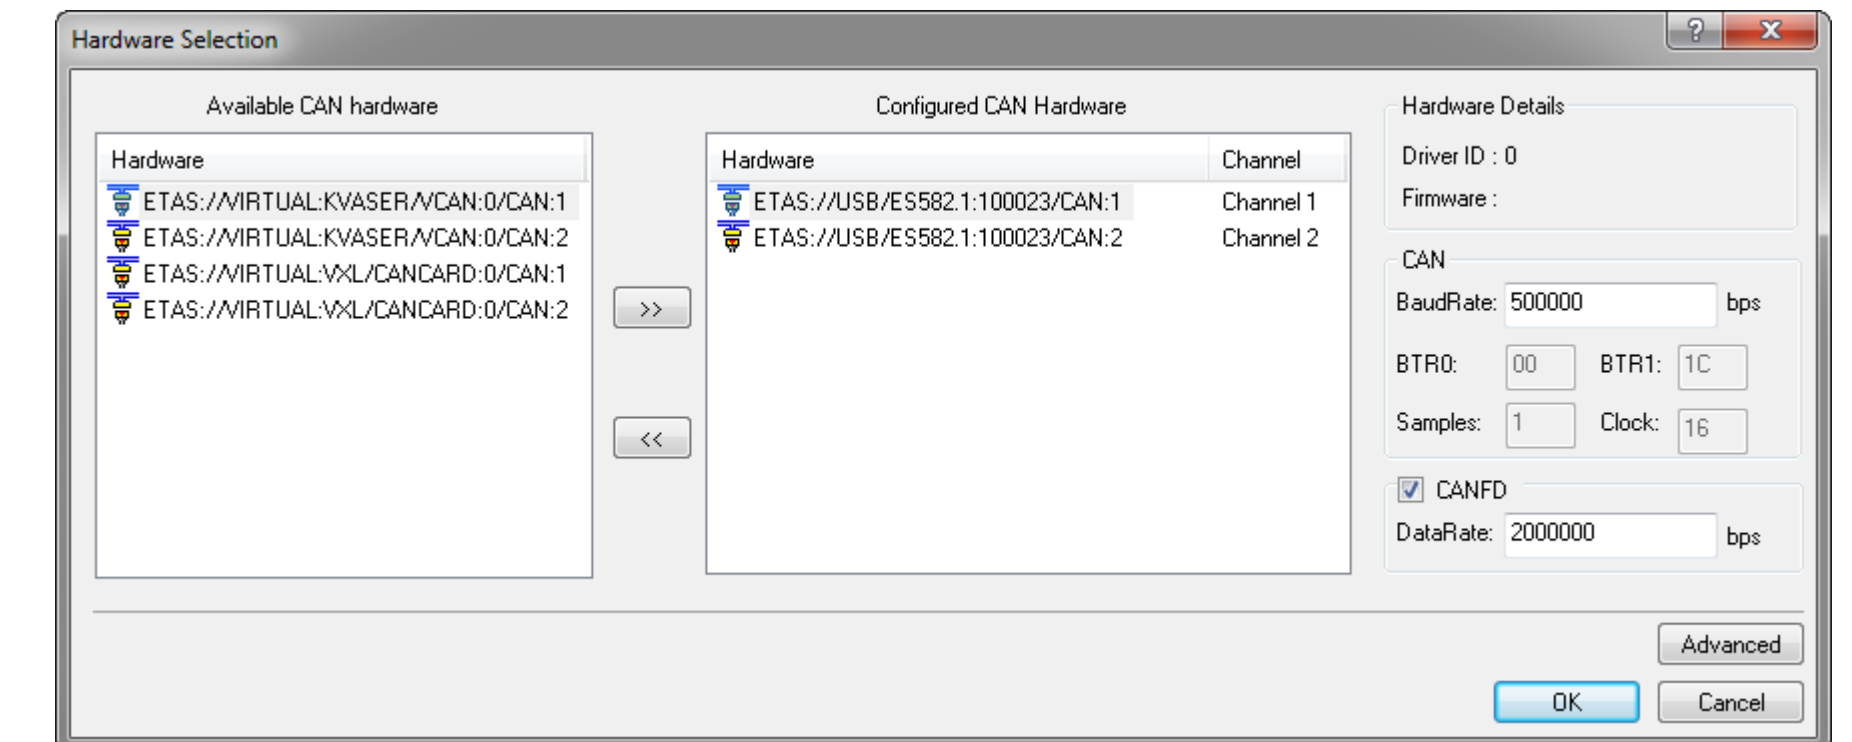 Hardware Selection
?
X
Available CAN hardware
Hardware
ETAS://VIRTUAL:KVASER/VCAN:0/CAN:1
ETAS://VIRTUAL:KVASER/VCAN:0/CAN:2
ETAS://VIRTUAL:VXL/CANCARD:0/CAN:1
ETAS://VIRTUAL:VXL/CANCARD:0/CAN:2
>>
<<
Configured CAN Hardware
Hardware Channel
ETAS://USB/ES582.1:100023/CAN:1 Channel 1
ETAS://USB/ES582.1:100023/CAN:2 Channel 2
Hardware Details
Driver ID : 0
Firmware :
CAN
BaudRate: 500000 bps
BTR0: 00 BTR1: 1C
Samples: 1 Clock: 16
CANFD
DataRate: 2000000 bps
Advanced
OK Cancel